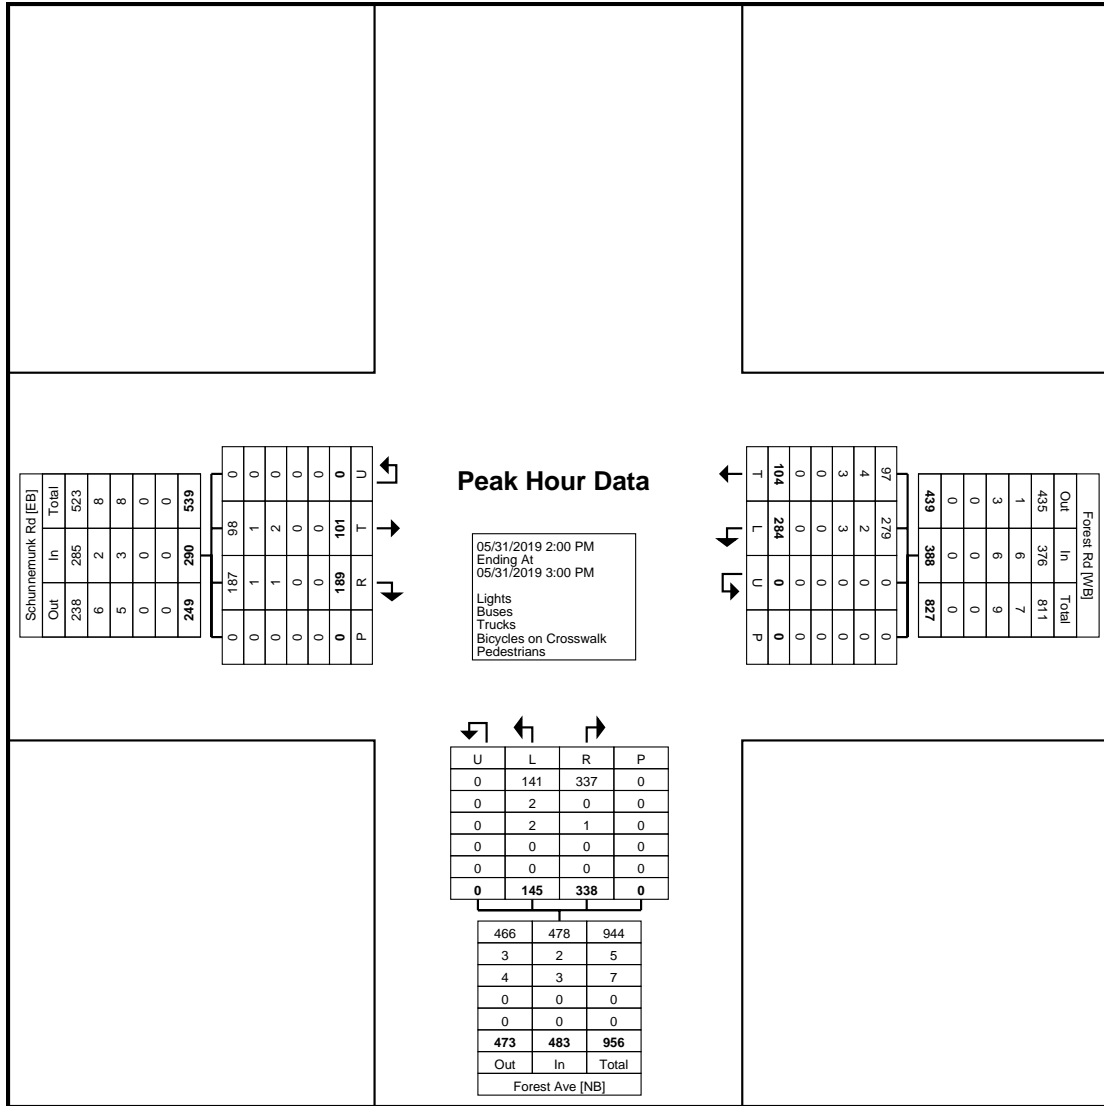 Peak Hour Data
05/31/2019 2:00 PM
Ending At
05/31/2019 3:00 PM
Lights
Buses
Trucks
Bicycles on Crosswalk
Pedestrians
Schunnemunk Rd [EB]
Total In Out
523 285 238
8 2 6
8 3 5
0 0 0
0 0 0
539 290 249
0 98 187 0
0 1 1 0
0 2 1 0
0 0 0 0
0 0 0 0
0 101 189 0
U T R P
Forest Rd [WB]
Out In Total
435 376 811
1 6 7
3 6 9
0 0 0
0 0 0
439 388 827
97 279 0 0
4 2 0 0
3 3 0 0
0 0 0 0
0 0 0 0
104 284 0 0
T L U P
U L R P
0 141 337 0
0 2 0 0
0 2 1 0
0 0 0 0
0 0 0 0
0 145 338 0
466 478 944
3 2 5
4 3 7
0 0 0
0 0 0
473 483 956
Out In Total
Forest Ave [NB]